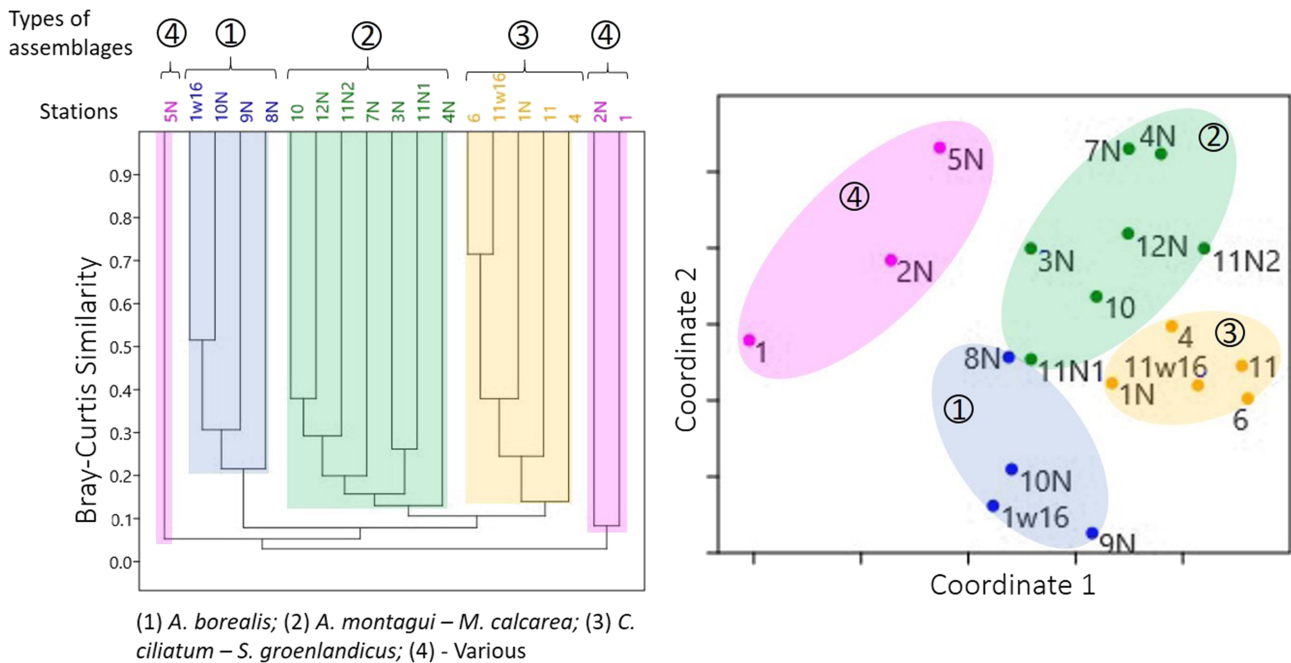 Types of
assemblages
④ ① ② ③ ④
Stations
5N 1w16 10N 9N 8N 10 12N 11N2 7N 3N 11N1 4N 6 11w16 1N 11 4 2N 1
Bray-Curtis Similarity
0.9
0.8
0.7
0.6
0.5
0.4
0.3
0.2
0.1
0.0
(1) A. borealis; (2) A. montagui – M. calcarea; (3) C.
ciliatum – S. groenlandicus; (4) - Various
Coordinate 2
7N 4N ②
5N
④
12N
3N 11N2
2N
10
4 ③
1
8N 11N1 11w16 11
1N
① 6
10N
1w16
9N
Coordinate 1